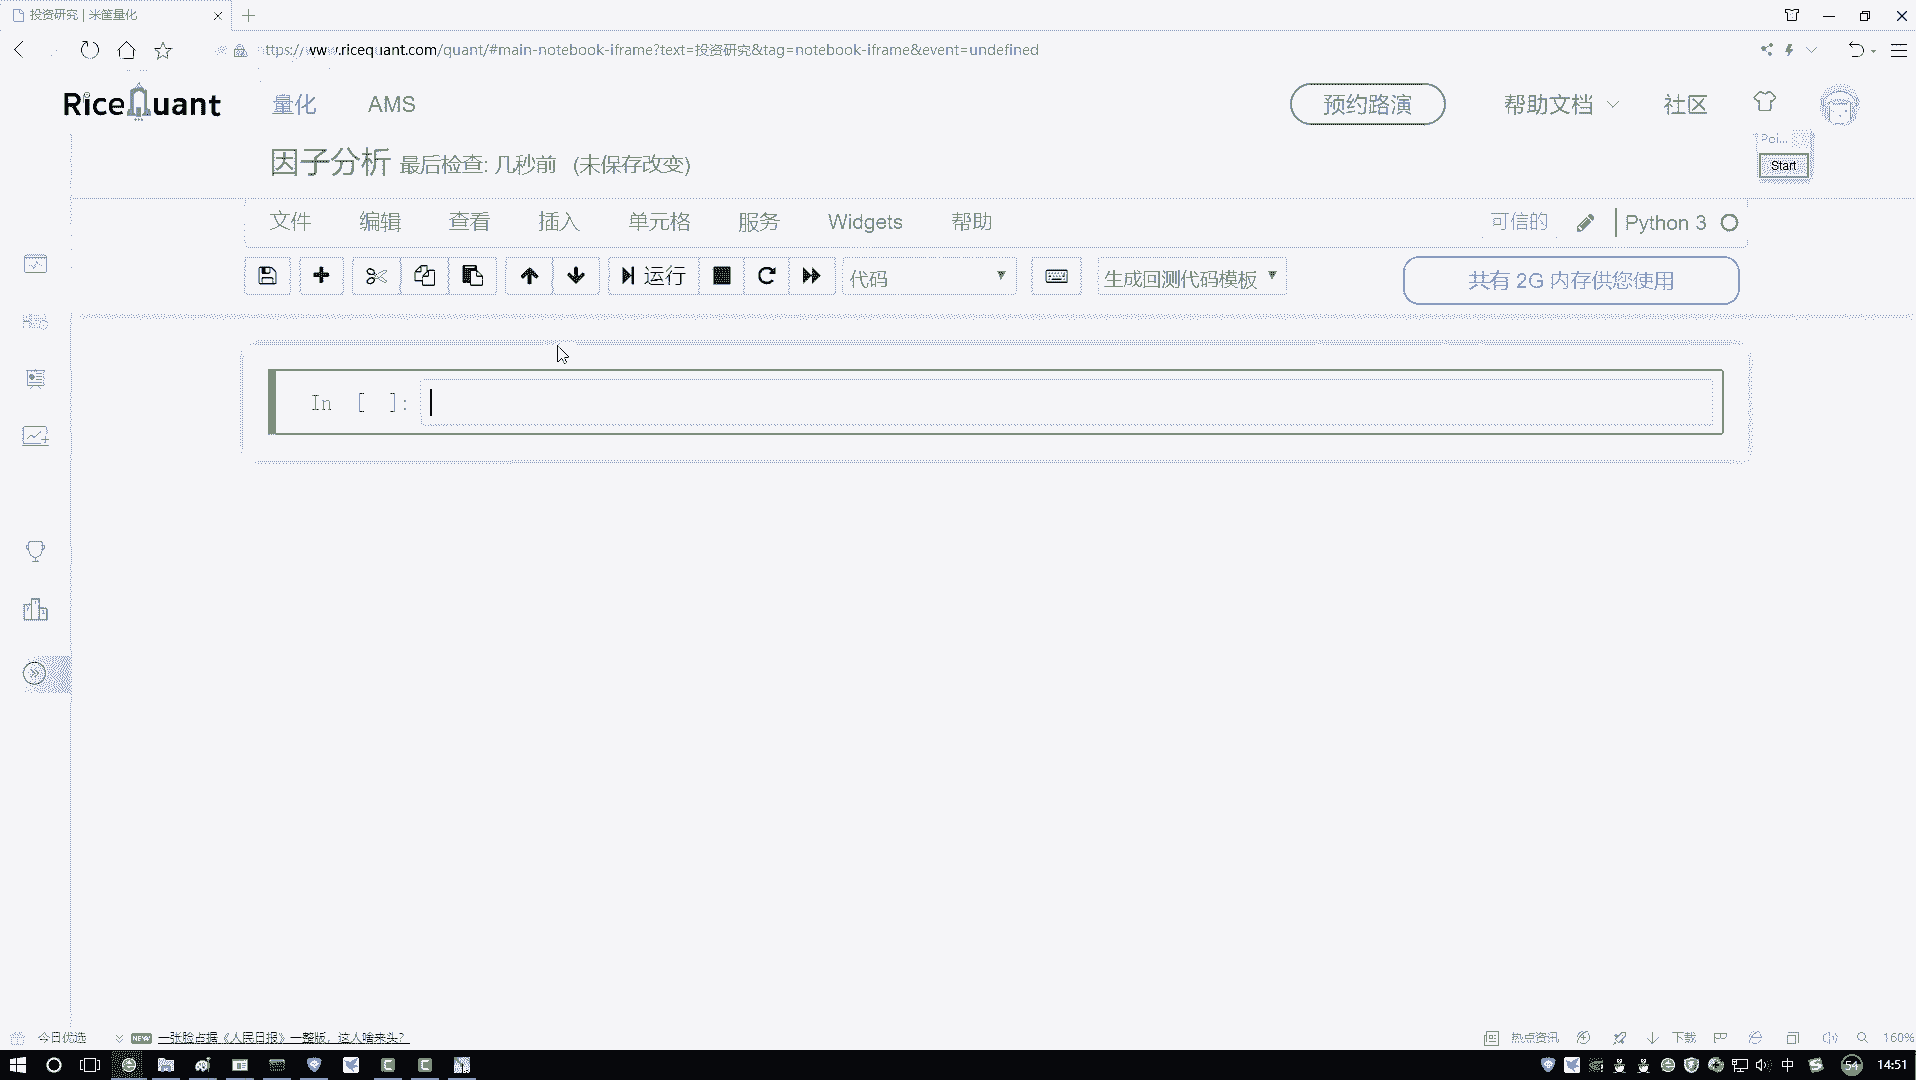 投资研究 | 米筐量化
ttps://www.ricequant.com/quant/#main-notebook-iframe?text=投资研究&tag=notebook-iframe&event=undefined
RiceQuant 量化 AMS 预约路演 帮助文档 社区
因子分析 最后检查: 几秒前 (未保存改变)
Poi...
Start
文件 编辑 查看 插入 单元格 服务 Widgets 帮助 可信的 Python 3
运行 代码 生成回测代码模板 共有 2G 内存供您使用
In [ ]:
今日优选 NEW 一张脸占据《人民日报》一整版，这人啥来头？ 热点资讯 下载 160%
中 54 14:51